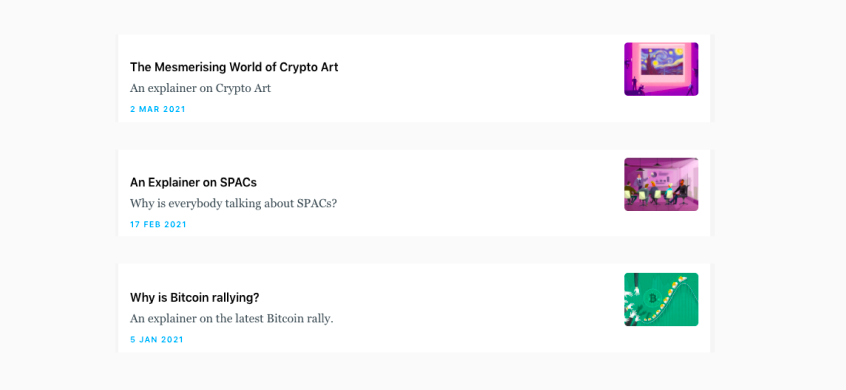 The Mesmerising World of Crypto Art
An explainer on Crypto Art
2 MAR 2021
An Explainer on SPACs
Why is everybody talking about SPACs?
17 FEB 2021
Why is Bitcoin rallying?
An explainer on the latest Bitcoin rally.
5 JAN 2021